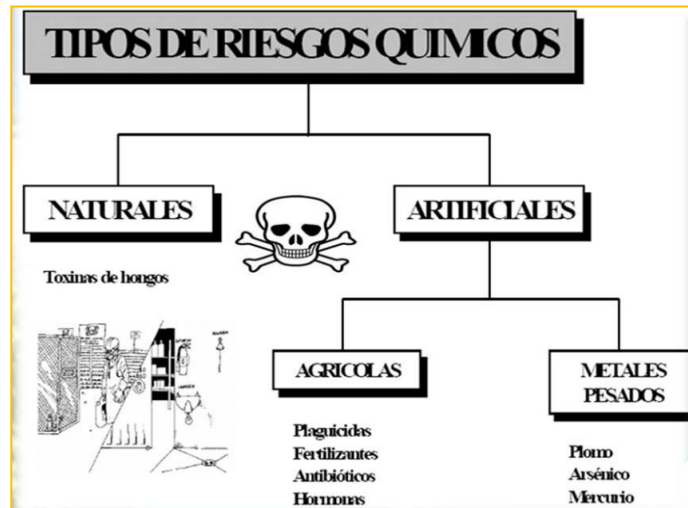 TIPOS DE RIESGOS QUIMICOS
NATURALES
ARTIFICIALES
Toxinas de hongos
AGRICOLAS
METALES
PESADOS
Plaguicidas
Fertilizantes
Antibióticos
Hormonas
Plomo
Arsénico
Mercurio